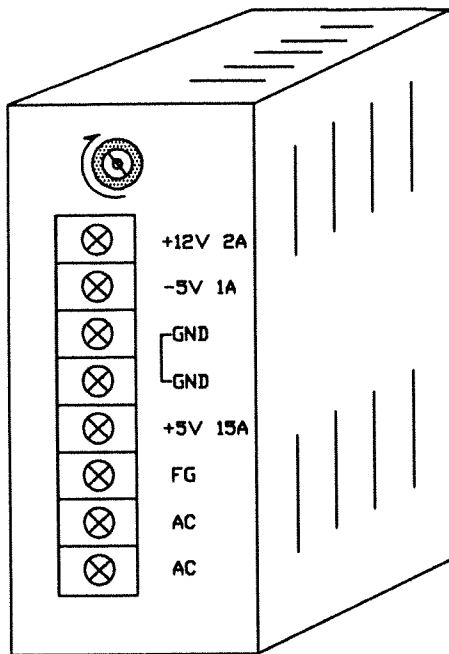 +12V 2A
-5V 1A
GND
GND
+5V 15A
FG
AC
AC